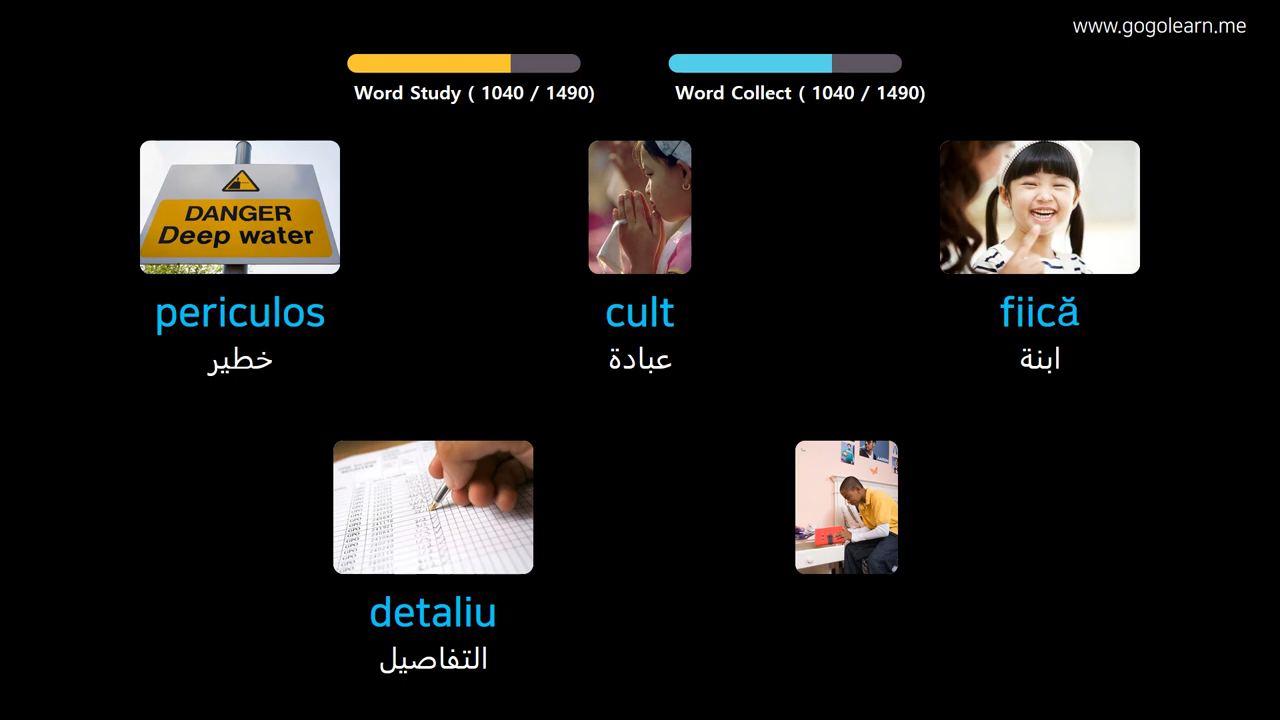 www.gogolearn.me
Word Study ( 1040 / 1490)
Word Collect ( 1040 / 1490)
DANGER
Deep water
periculos
خطير
cult
عبادة
fiică
ابنة
detaliu
التفاصيل